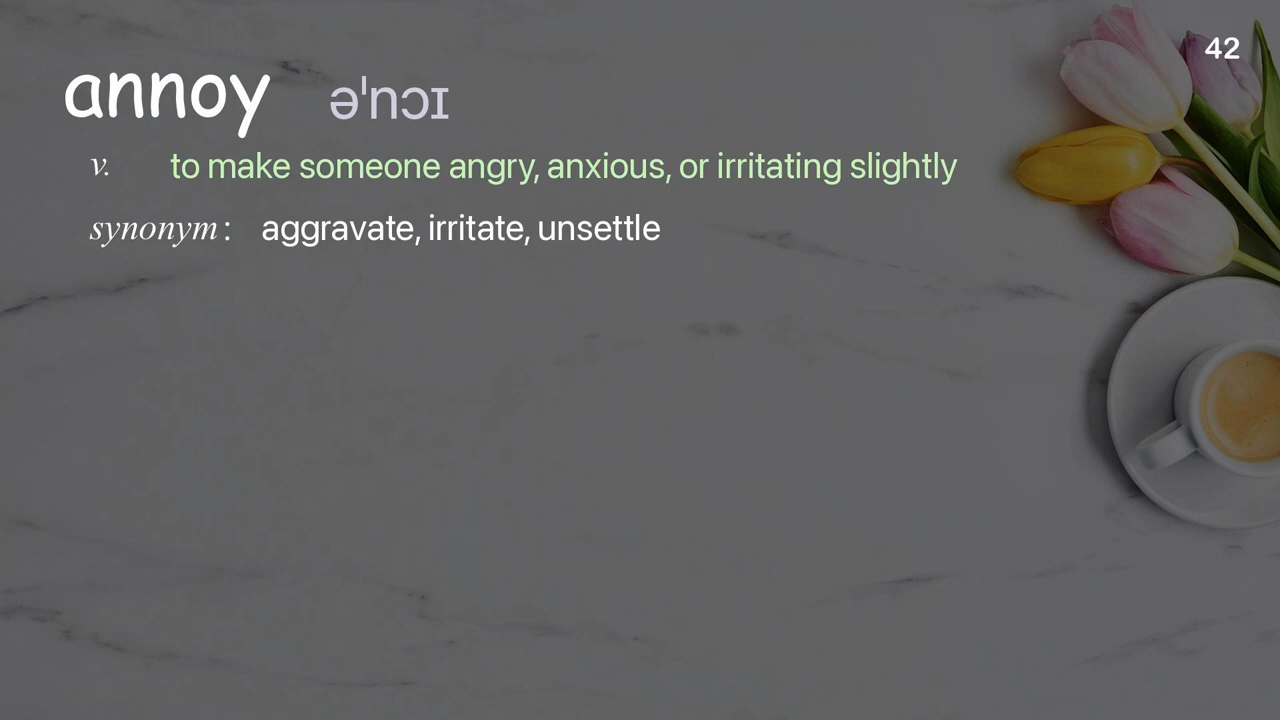 42
annoy əˈnɔɪ
v. to make someone angry, anxious, or irritating slightly
synonym : aggravate, irritate, unsettle